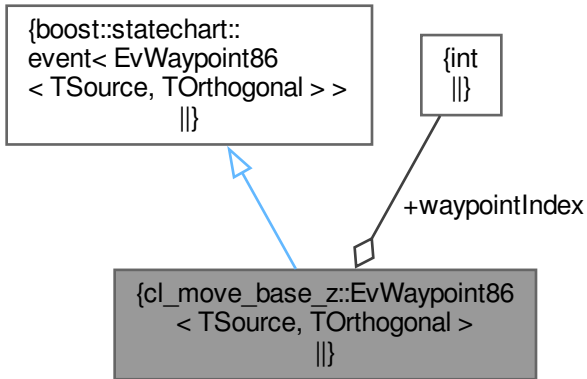 {boost::statechart::
event< EvWaypoint86
< TSource, TOrthogonal > >
||}
{int
||}
+waypointIndex
{cl_move_base_z::EvWaypoint86
< TSource, TOrthogonal >
||}